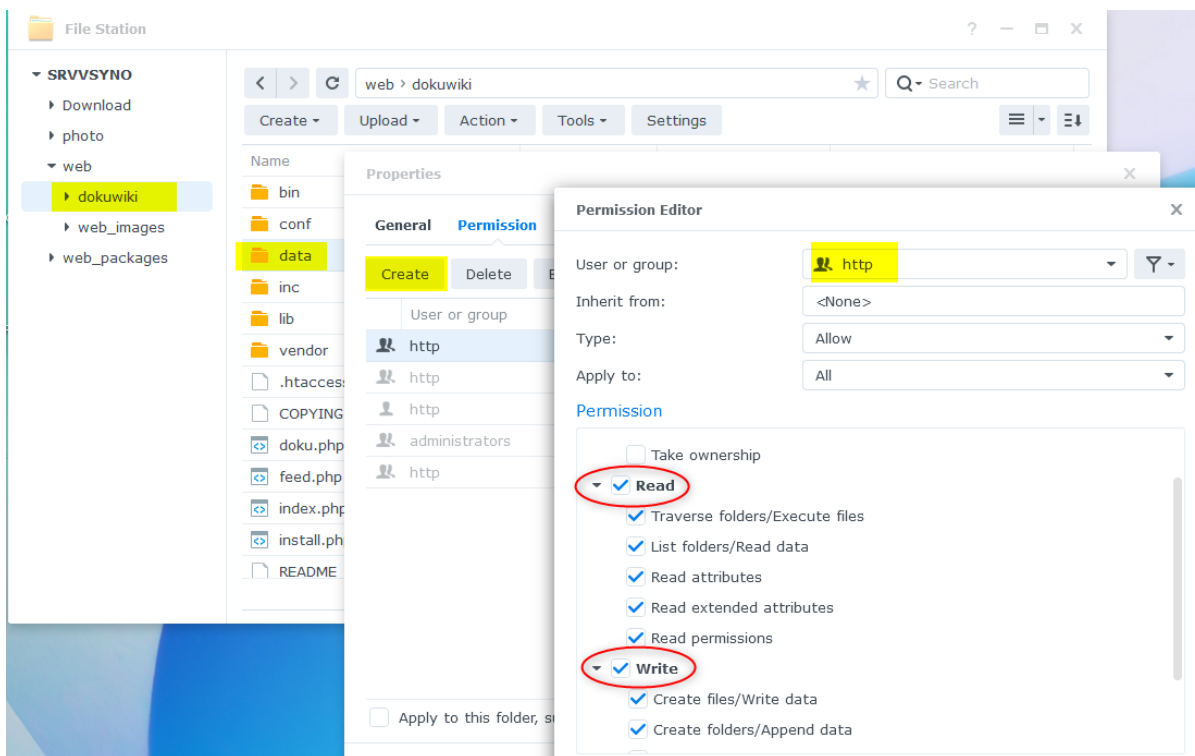 File Station
SRVVSYNO
Download
photo
web
dokuwiki
web_images
web_packages
web > dokuwiki
Search
Create
Upload
Action
Tools
Settings
Name
bin
conf
data
inc
lib
vendor
.htaccess
COPYING
doku.php
feed.php
index.php
install.ph
README
Properties
General
Permission
Create
Delete
E
User or group
http
http
http
administrators
http
Apply to this folder, su
Permission Editor
User or group:
http
Inherit from:
<None>
Type:
Allow
Apply to:
All
Permission
Take ownership
Read
Traverse folders/Execute files
List folders/Read data
Read attributes
Read extended attributes
Read permissions
Write
Create files/Write data
Create folders/Append data